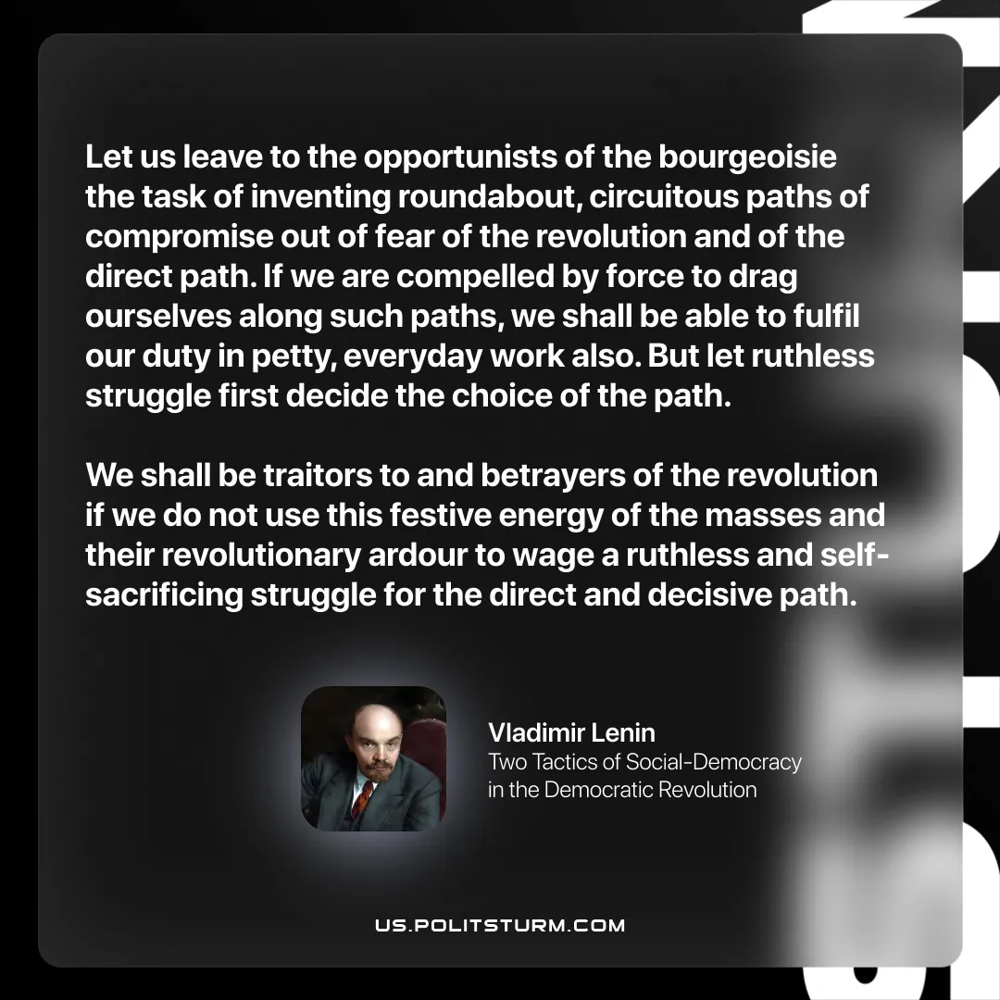 Let us leave to the opportunists of the bourgeoisie
the task of inventing roundabout, circuitous paths of
compromise out of fear of the revolution and of the
direct path. If we are compelled by force to drag
ourselves along such paths, we shall be able to fulfil
our duty in petty, everyday work also. But let ruthless
struggle first decide the choice of the path.
We shall be traitors to and betrayers of the revolution
if we do not use this festive energy of the masses and
their revolutionary ardour to wage a ruthless and self-
sacrificing struggle for the direct and decisive path.
Vladimir Lenin
Two Tactics of Social-Democracy
in the Democratic Revolution
US.POLITSTURM.COM